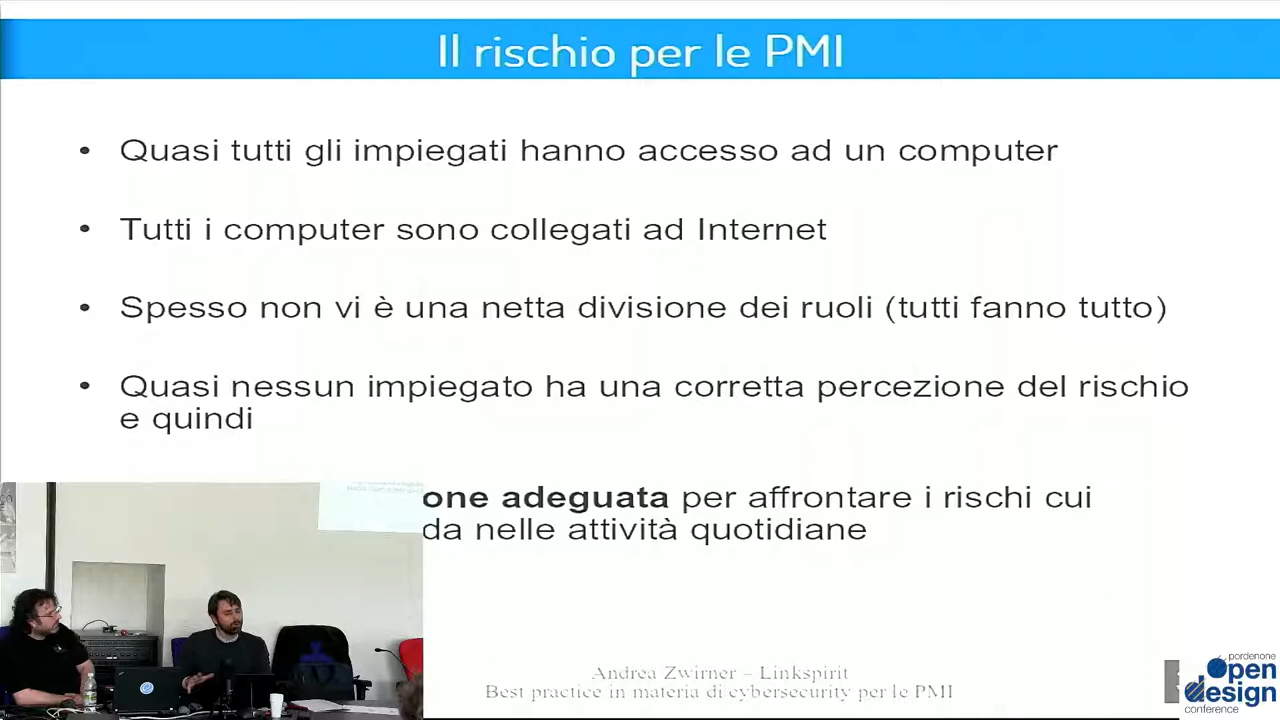 Il rischio per le PMI
• Quasi tutti gli impiegati hanno accesso ad un computer
• Tutti i computer sono collegati ad Internet
• Spesso non vi è una netta divisione dei ruoli (tutti fanno tutto)
• Quasi nessun impiegato ha una corretta percezione del rischio
e quindi
one adeguata per affrontare i rischi cui
da nelle attività quotidiane
Andrea Zwirner – Linkspirit
Best practice in materia di cybersecurity per le PMI
pordenone
open
design
conference